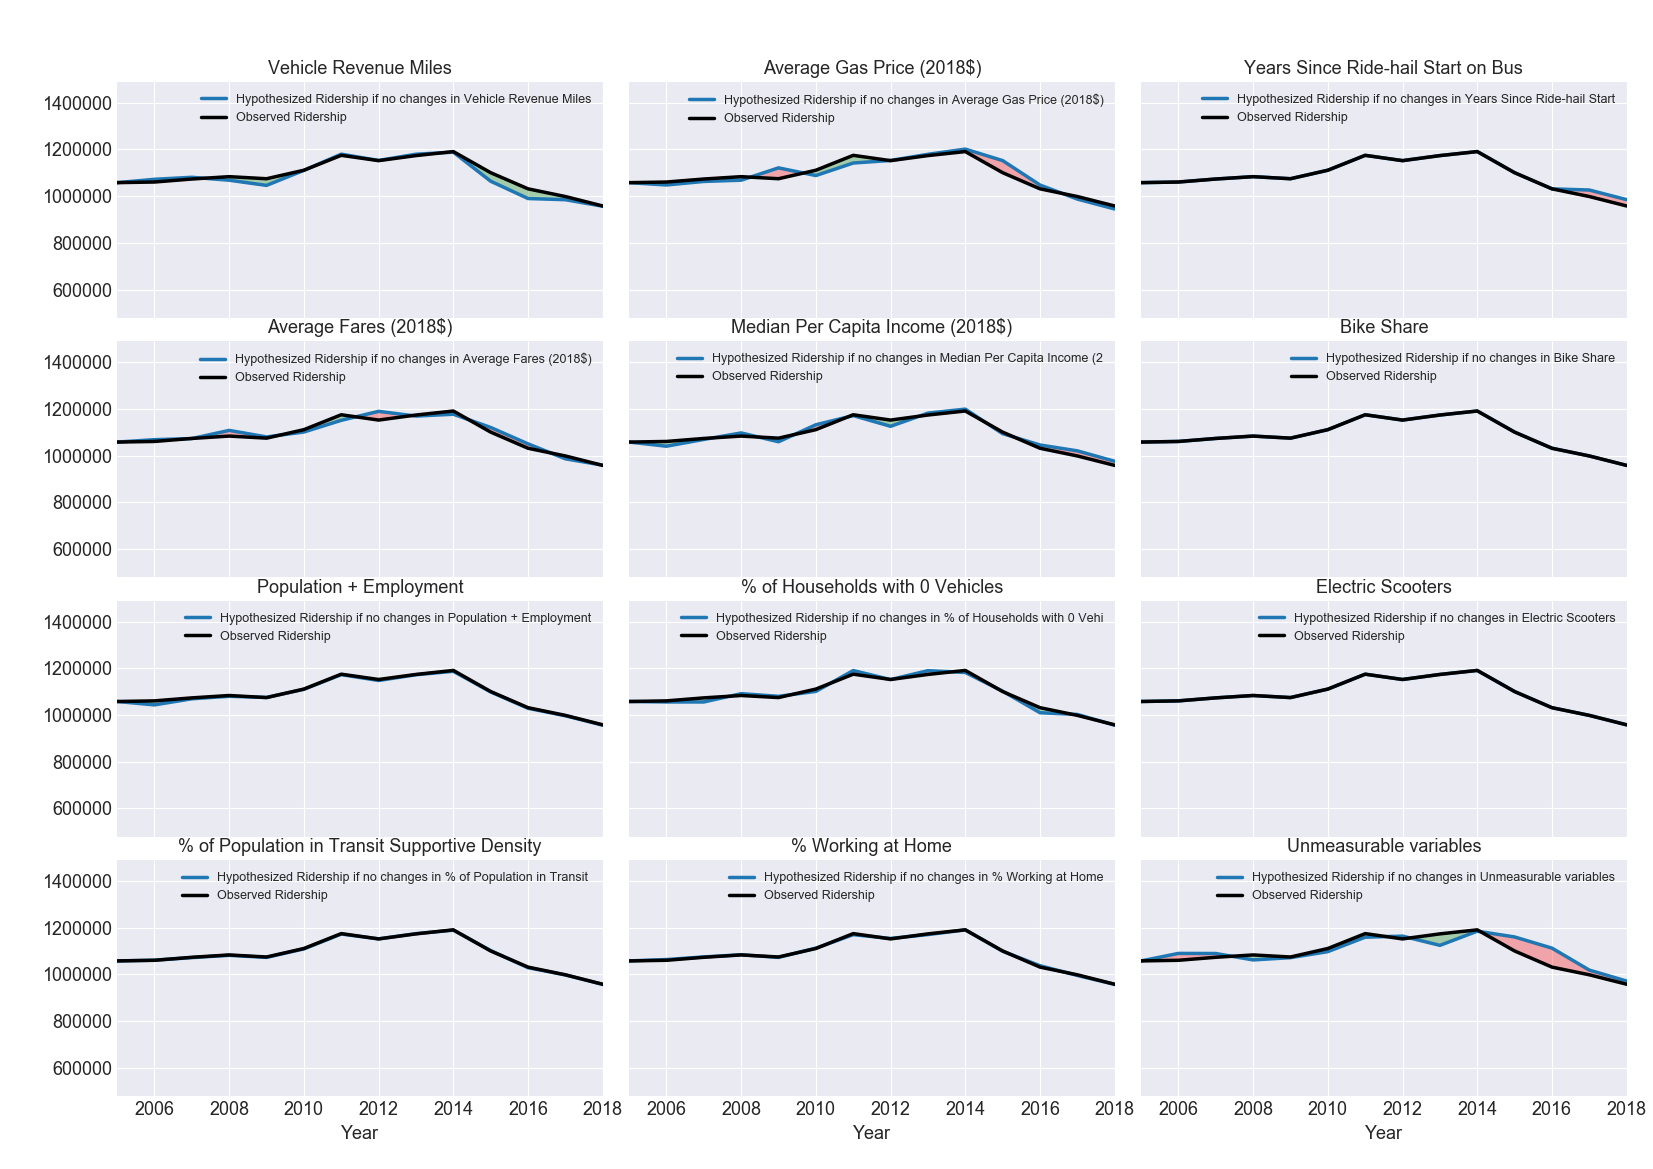 Vehicle Revenue Miles
Average Gas Price (2018$)
Years Since Ride-hail Start on Bus
1400000
1200000
1000000
800000
600000
Hypothesized Ridership if no changes in Vehicle Revenue Miles
Observed Ridership
Hypothesized Ridership if no changes in Average Gas Price (2018$)
Observed Ridership
Hypothesized Ridership if no changes in Years Since Ride-hail Start
Observed Ridership
Average Fares (2018$)
Median Per Capita Income (2018$)
Bike Share
1400000
1200000
1000000
800000
600000
Hypothesized Ridership if no changes in Average Fares (2018$)
Observed Ridership
Hypothesized Ridership if no changes in Median Per Capita Income (2
Observed Ridership
Hypothesized Ridership if no changes in Bike Share
Observed Ridership
Population + Employment
% of Households with 0 Vehicles
Electric Scooters
1400000
1200000
1000000
800000
600000
Hypothesized Ridership if no changes in Population + Employment
Observed Ridership
Hypothesized Ridership if no changes in % of Households with 0 Vehi
Observed Ridership
Hypothesized Ridership if no changes in Electric Scooters
Observed Ridership
% of Population in Transit Supportive Density
% Working at Home
Unmeasurable variables
1400000
1200000
1000000
800000
600000
Hypothesized Ridership if no changes in % of Population in Transit
Observed Ridership
Hypothesized Ridership if no changes in % Working at Home
Observed Ridership
Hypothesized Ridership if no changes in Unmeasurable variables
Observed Ridership
2006 2008 2010 2012 2014 2016 2018
2006 2008 2010 2012 2014 2016 2018
2006 2008 2010 2012 2014 2016 2018
Year
Year
Year